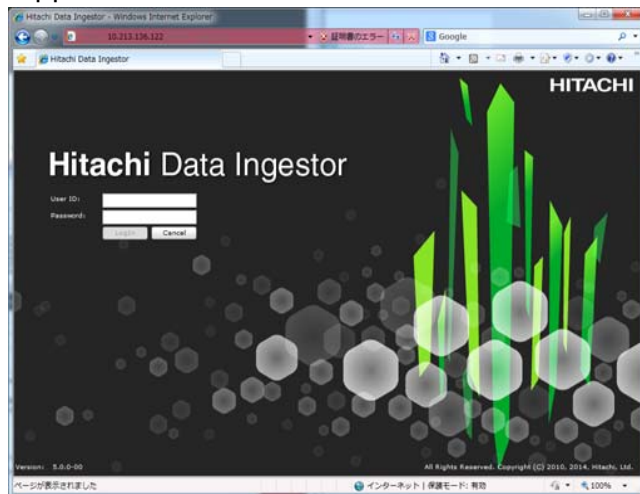 Hitachi Data Ingestor - Windows Internet Explorer
10.213.136.122
証明書のエラー
Google
Hitachi Data Ingestor
HITACHI
Hitachi Data Ingestor
User ID:
Password:
Login Cancel
Version: 5.0.0-00
All Rights Reserved. Copyright (C) 2010, 2014, Hitachi, Ltd.
ページが表示されました
インターネット | 保護モード: 有効
100%